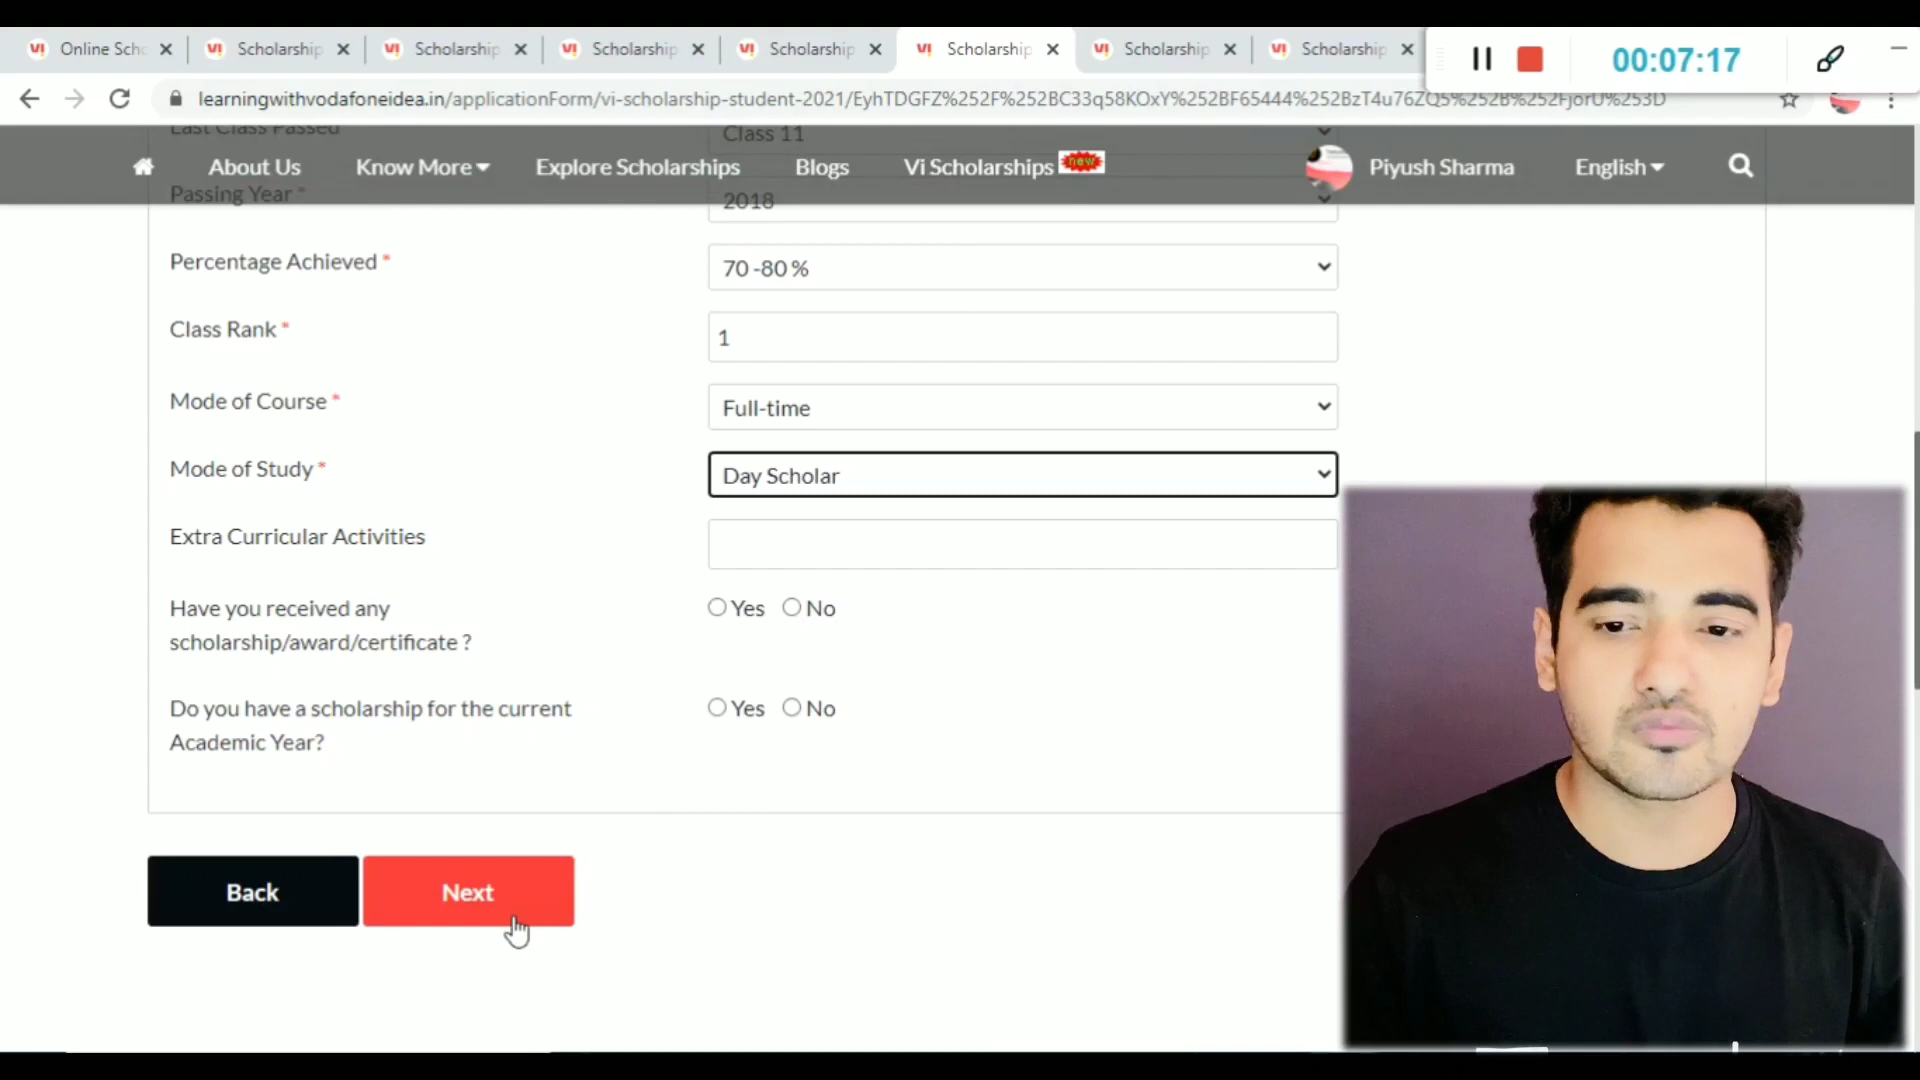 Online Scho
Scholarship
Scholarship
Scholarship
Scholarship
Scholarship
Scholarship
Scholarship
00:07:17
learningwithvodafoneidea.in/applicationForm/vi-scholarship-student-2021/EyhTDGFZ%252F%252BC33q58KOxY%252BF65444%252BzT4u76ZQ5%252B%252FjorU%253D
Last Class Passed
Class 11
About Us
Know More
Explore Scholarships
Blogs
Vi Scholarships
new
Piyush Sharma
English
Passing Year *
2018
Percentage Achieved *
70 -80 %
Class Rank *
1
Mode of Course *
Full-time
Mode of Study *
Day Scholar
Extra Curricular Activities
Have you received any
scholarship/award/certificate ?
Yes No
Do you have a scholarship for the current
Academic Year?
Yes No
Back
Next